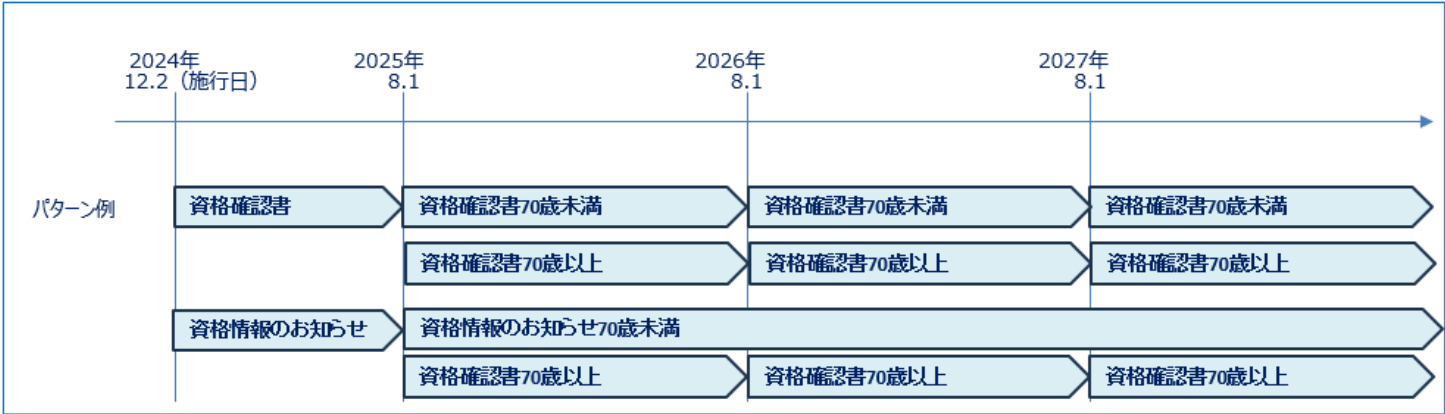 2024年 2025年 2026年 2027年
12.2（施行日） 8.1 8.1 8.1
パターン例 資格確認書 資格確認書70歳未満 資格確認書70歳未満 資格確認書70歳未満
資格確認書70歳以上 資格確認書70歳以上 資格確認書70歳以上
資格情報のお知らせ 資格情報のお知らせ70歳未満
資格確認書70歳以上 資格確認書70歳以上 資格確認書70歳以上